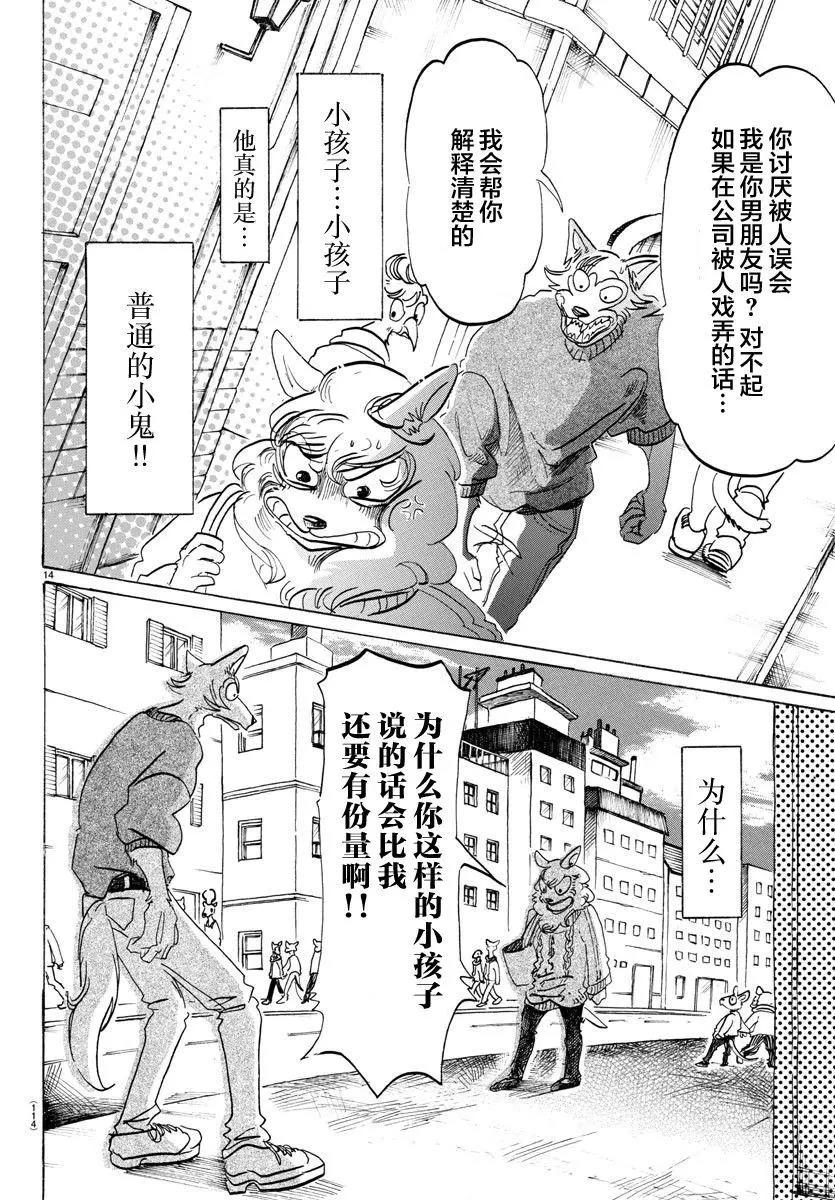 你讨厌被人误会
我是你男朋友吗？对不起
如果在公司被人戏弄的话…
我会帮你
解释清楚的
小孩子…小孩子
他真的是…
普通的小鬼!!
14
为什么…
为什么你这样的小孩子
说的话会比我
还要有份量啊!!
(114)